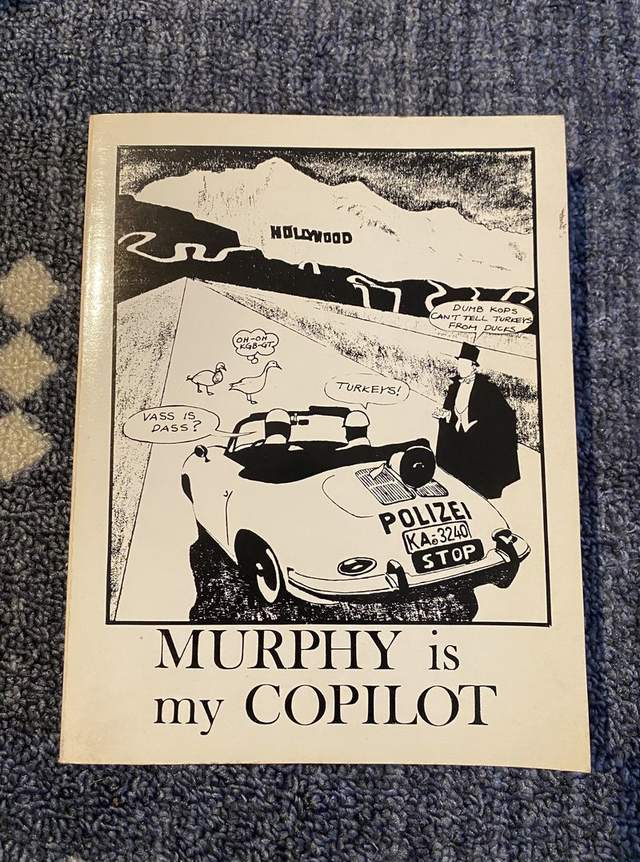 HOLLYWOOD
DUMB KOPS
CAN'T TELL TURKEYS
FROM DUCKS
OH-OH
KGB-GT.
TURKEYS!
VASS IS
DASS?
POLIZEI
KA 3240
STOP
MURPHY is
my COPILOT